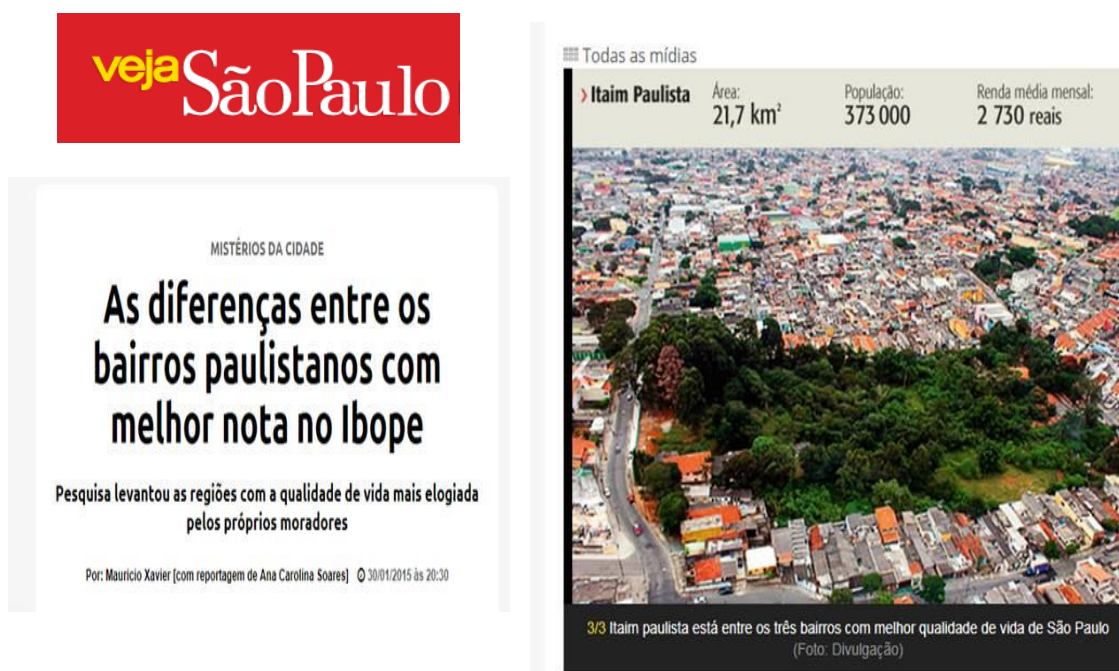 veja São Paulo
MISTÉRIOS DA CIDADE
As diferenças entre os
bairros paulistanos com
melhor nota no Ibope
Pesquisa levantou as regiões com a qualidade de vida mais elogiada
pelos próprios moradores
Por: Mauricio Xavier [com reportagem de Ana Carolina Soares] 30/01/2015 às 20:30
Todas as mídias
› Itaim Paulista
Área:
21,7 km²
População:
373 000
Renda média mensal:
2 730 reais
3/3 Itaim paulista está entre os três bairros com melhor qualidade de vida de São Paulo
(Foto: Divulgação)